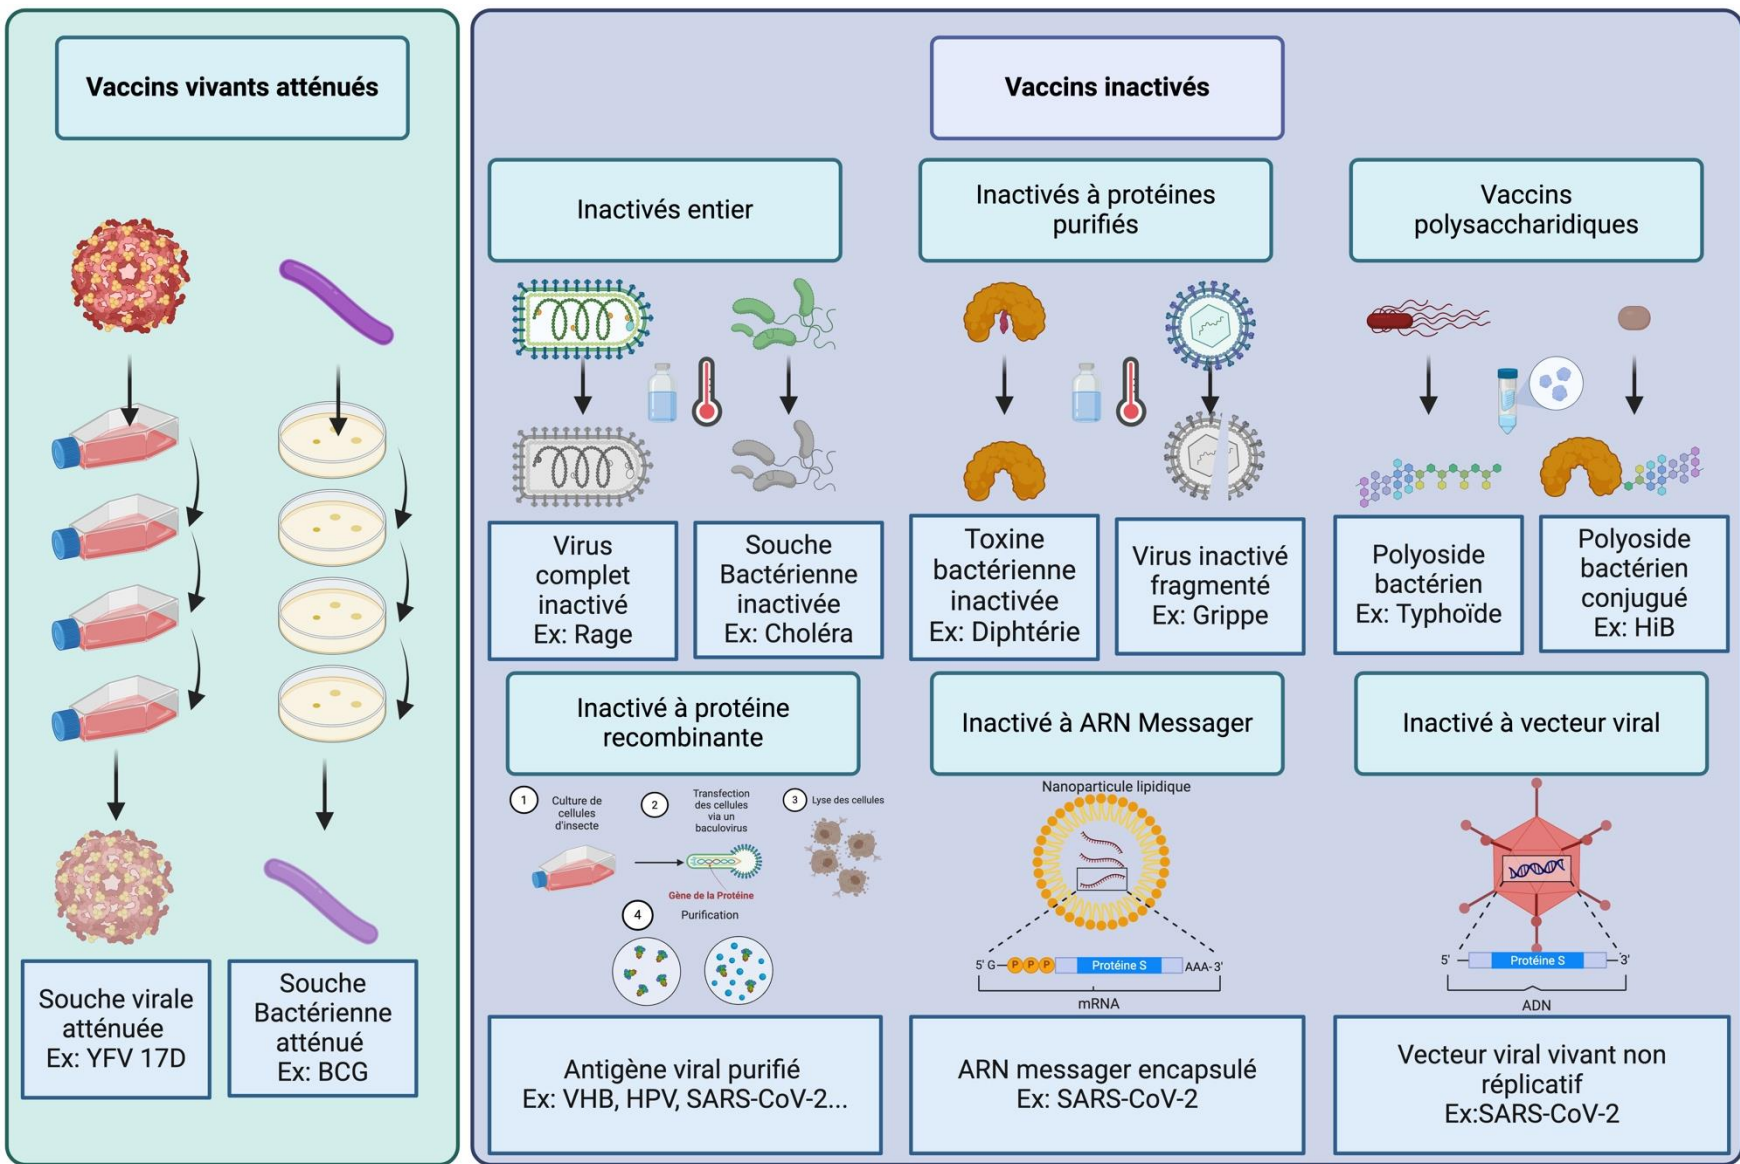 Vaccins vivants atténués
Souche virale
atténuée
Ex: YFV 17D
Souche
Bactérienne
atténué
Ex: BCG
Vaccins inactivés
Inactivés entier
Virus
complet
inactivé
Ex: Rage
Souche
Bactérienne
inactivée
Ex: Choléra
Inactivés à protéines
purifiés
Toxine
bactérienne
inactivée
Ex: Diphtérie
Virus inactivé
fragmenté
Ex: Grippe
Vaccins
polysaccharidiques
Polyoside
bactérien
Ex: Typhoïde
Polyoside
bactérien
conjugué
Ex: HiB
Inactivé à protéine
recombinante
1
Culture de
cellules
d'insecte
2
Transfection
des cellules
via un
baculovirus
3
Lyse des cellules
Gène de la Protéine
4
Purification
Antigène viral purifié
Ex: VHB, HPV, SARS-CoV-2...
Inactivé à ARN Messager
Nanoparticule lipidique
5' G P P P Protéine S AAA-3'
mRNA
ARN messager encapsulé
Ex: SARS-CoV-2
Inactivé à vecteur viral
5' Protéine S 3'
ADN
Vecteur viral vivant non
réplicatif
Ex:SARS-CoV-2